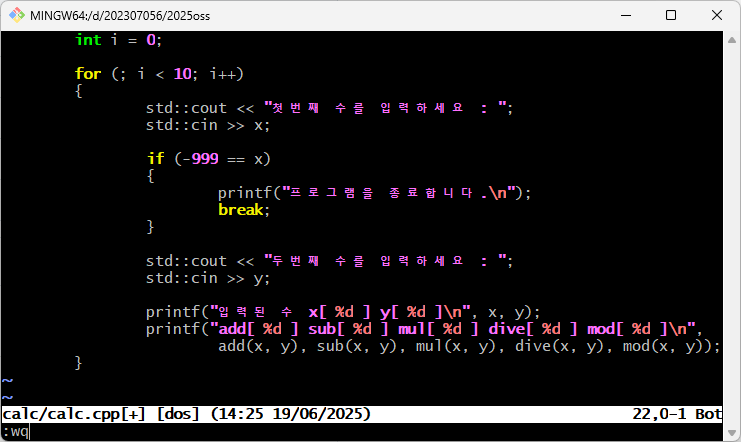 MINGW64:/d/202307056/2025oss
int i = 0;
for (; i < 10; i++)
{
std::cout << "첫번째 수를 입력하세요 : ";
std::cin >> x;
if (-999 == x)
{
printf("프로그램을 종료합니다.\n");
break;
}
std::cout << "두번째 수를 입력하세요 : ";
std::cin >> y;
printf("입력된 수 x[ %d ] y[ %d ]\n", x, y);
printf("add[ %d ] sub[ %d ] mul[ %d ] dive[ %d ] mod[ %d ]\n",
add(x, y), sub(x, y), mul(x, y), dive(x, y), mod(x, y));
}
~
~
calc/calc.cpp[+] [dos] (14:25 19/06/2025) 22,0-1 Bot
:wq